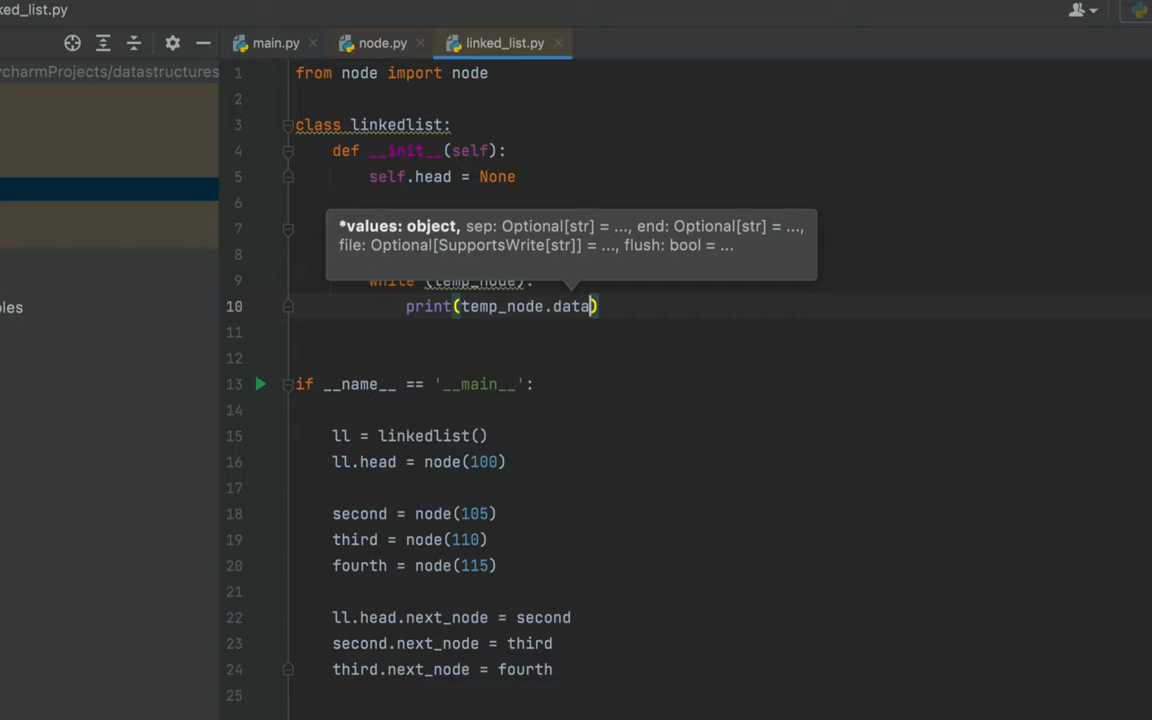 ked_list.py
main.py node.py linked_list.py
ycharmProjects/datastructures
1 from node import node
2
3 class linkedlist:
4 def __init__(self):
5 self.head = None
6
*values: object, sep: Optional[str] = ..., end: Optional[str] = ...,
7
file: Optional[SupportsWrite[str]] = ..., flush: bool = ...
8
9 while (temp_node):
les
10 print(temp_node.data)
11
12
13 if __name__ == '__main__':
14
15 ll = linkedlist()
16 ll.head = node(100)
17
18 second = node(105)
19 third = node(110)
20 fourth = node(115)
21
22 ll.head.next_node = second
23 second.next_node = third
24 third.next_node = fourth
25